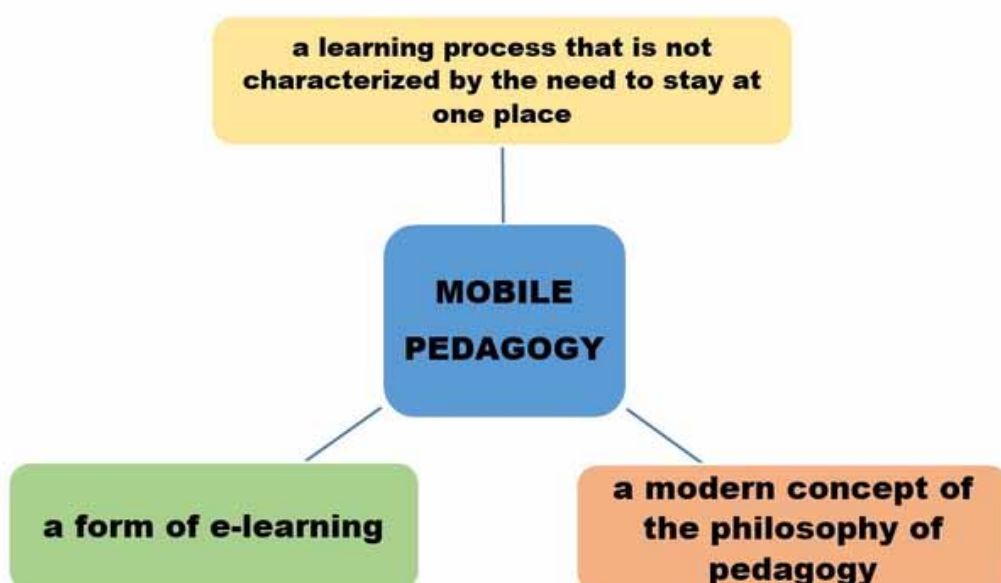 a learning process that is not
characterized by the need to stay at
one place
MOBILE
PEDAGOGY
a form of e-learning
a modern concept of
the philosophy of
pedagogy